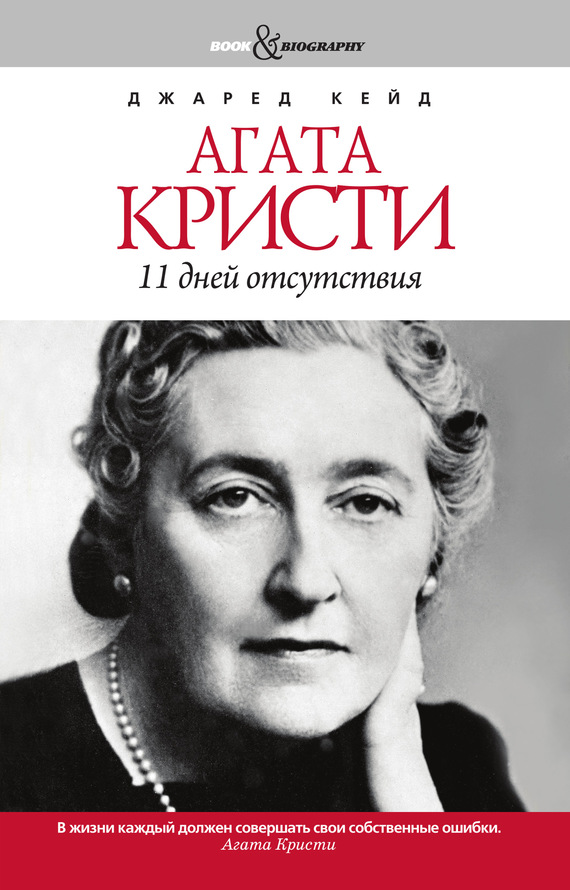 BOOK & BIOGRAPHY
ДЖАРЕД КЕЙД
АГАТА
КРИСТИ
11 дней отсутствия
В жизни каждый должен совершать свои собственные ошибки.
Агата Кристи